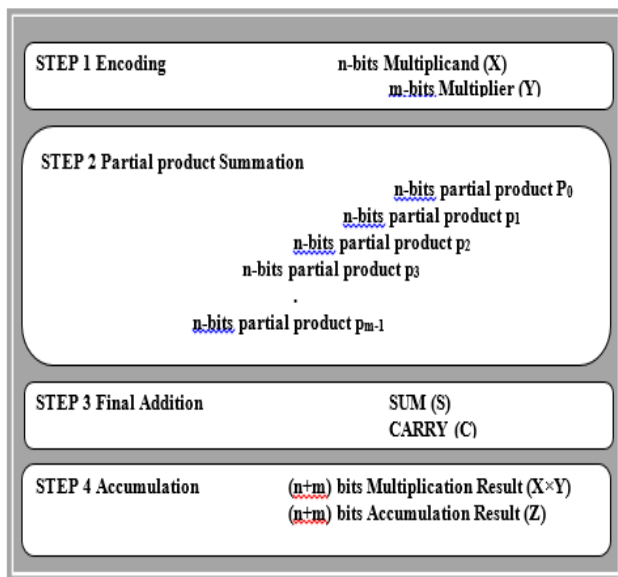 STEP 1 Encoding n-bits Multiplicand (X)
m-bits Multiplier (Y)
STEP 2 Partial product Summation
n-bits partial product P0
n-bits partial product p1
n-bits partial product p2
n-bits partial product p3
.
n-bits partial product pm-1
STEP 3 Final Addition SUM (S)
CARRY (C)
STEP 4 Accumulation (n+m) bits Multiplication Result (X×Y)
(n+m) bits Accumulation Result (Z)